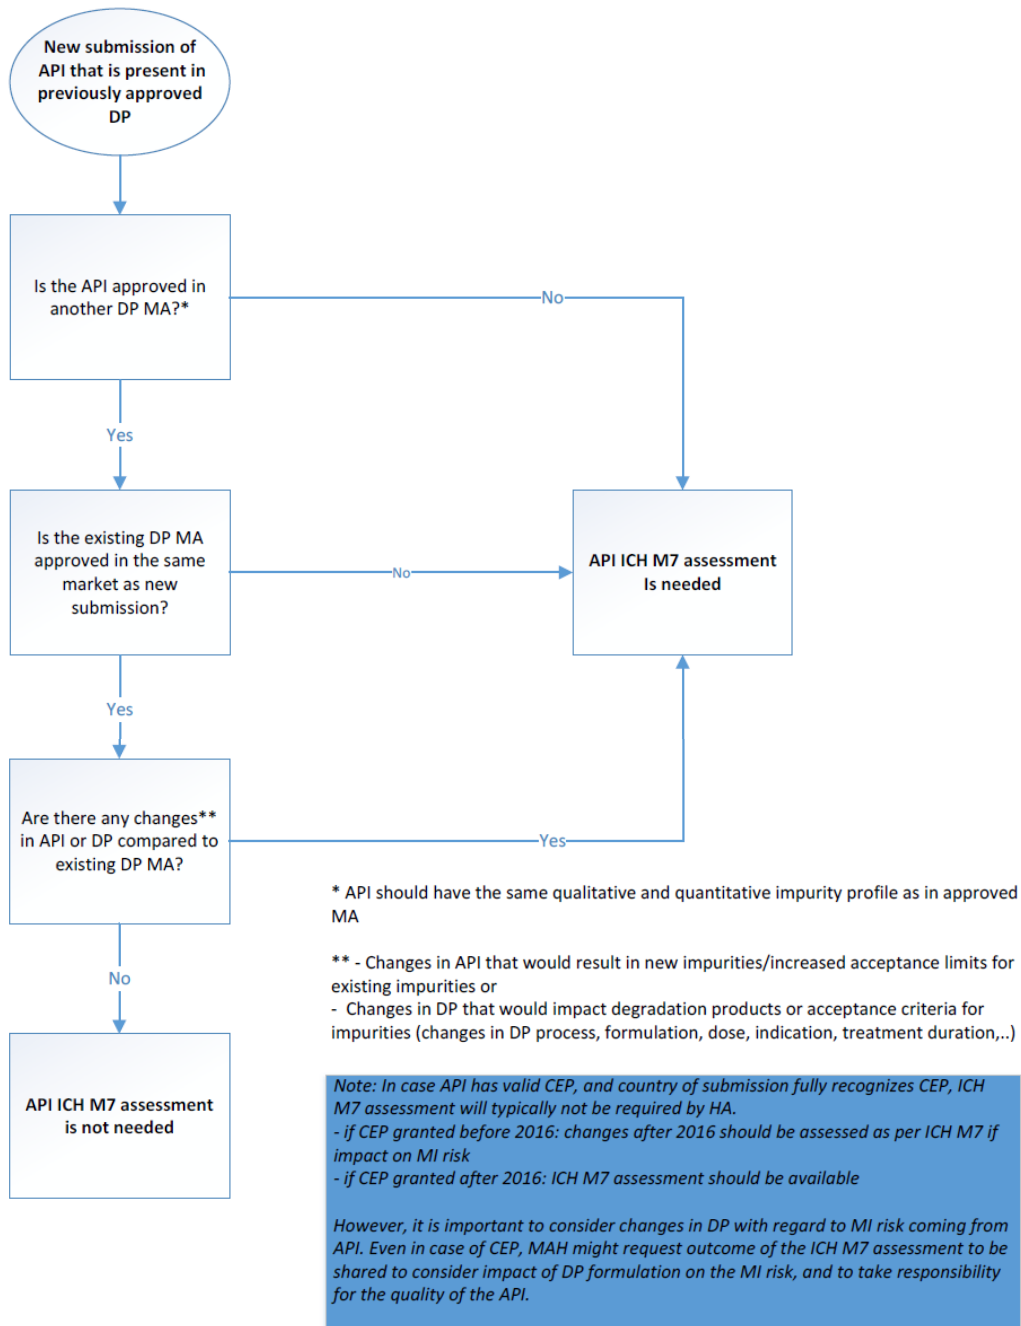 New submission of
API that is present in
previously approved
DP
Is the API approved in
another DP MA?*
No
Yes
Is the existing DP MA
approved in the same
market as new
submission?
No
API ICH M7 assessment
Is needed
Yes
Are there any changes**
in API or DP compared to
existing DP MA?
Yes
No
API ICH M7 assessment
is not needed
* API should have the same qualitative and quantitative impurity profile as in approved
MA
** - Changes in API that would result in new impurities/increased acceptance limits for
existing impurities or
- Changes in DP that would impact degradation products or acceptance criteria for
impurities (changes in DP process, formulation, dose, indication, treatment duration,..)
Note: In case API has valid CEP, and country of submission fully recognizes CEP, ICH
M7 assessment will typically not be required by HA.
- if CEP granted before 2016: changes after 2016 should be assessed as per ICH M7 if
impact on MI risk
- if CEP granted after 2016: ICH M7 assessment should be available
However, it is important to consider changes in DP with regard to MI risk coming from
API. Even in case of CEP, MAH might request outcome of the ICH M7 assessment to be
shared to consider impact of DP formulation on the MI risk, and to take responsibility
for the quality of the API.